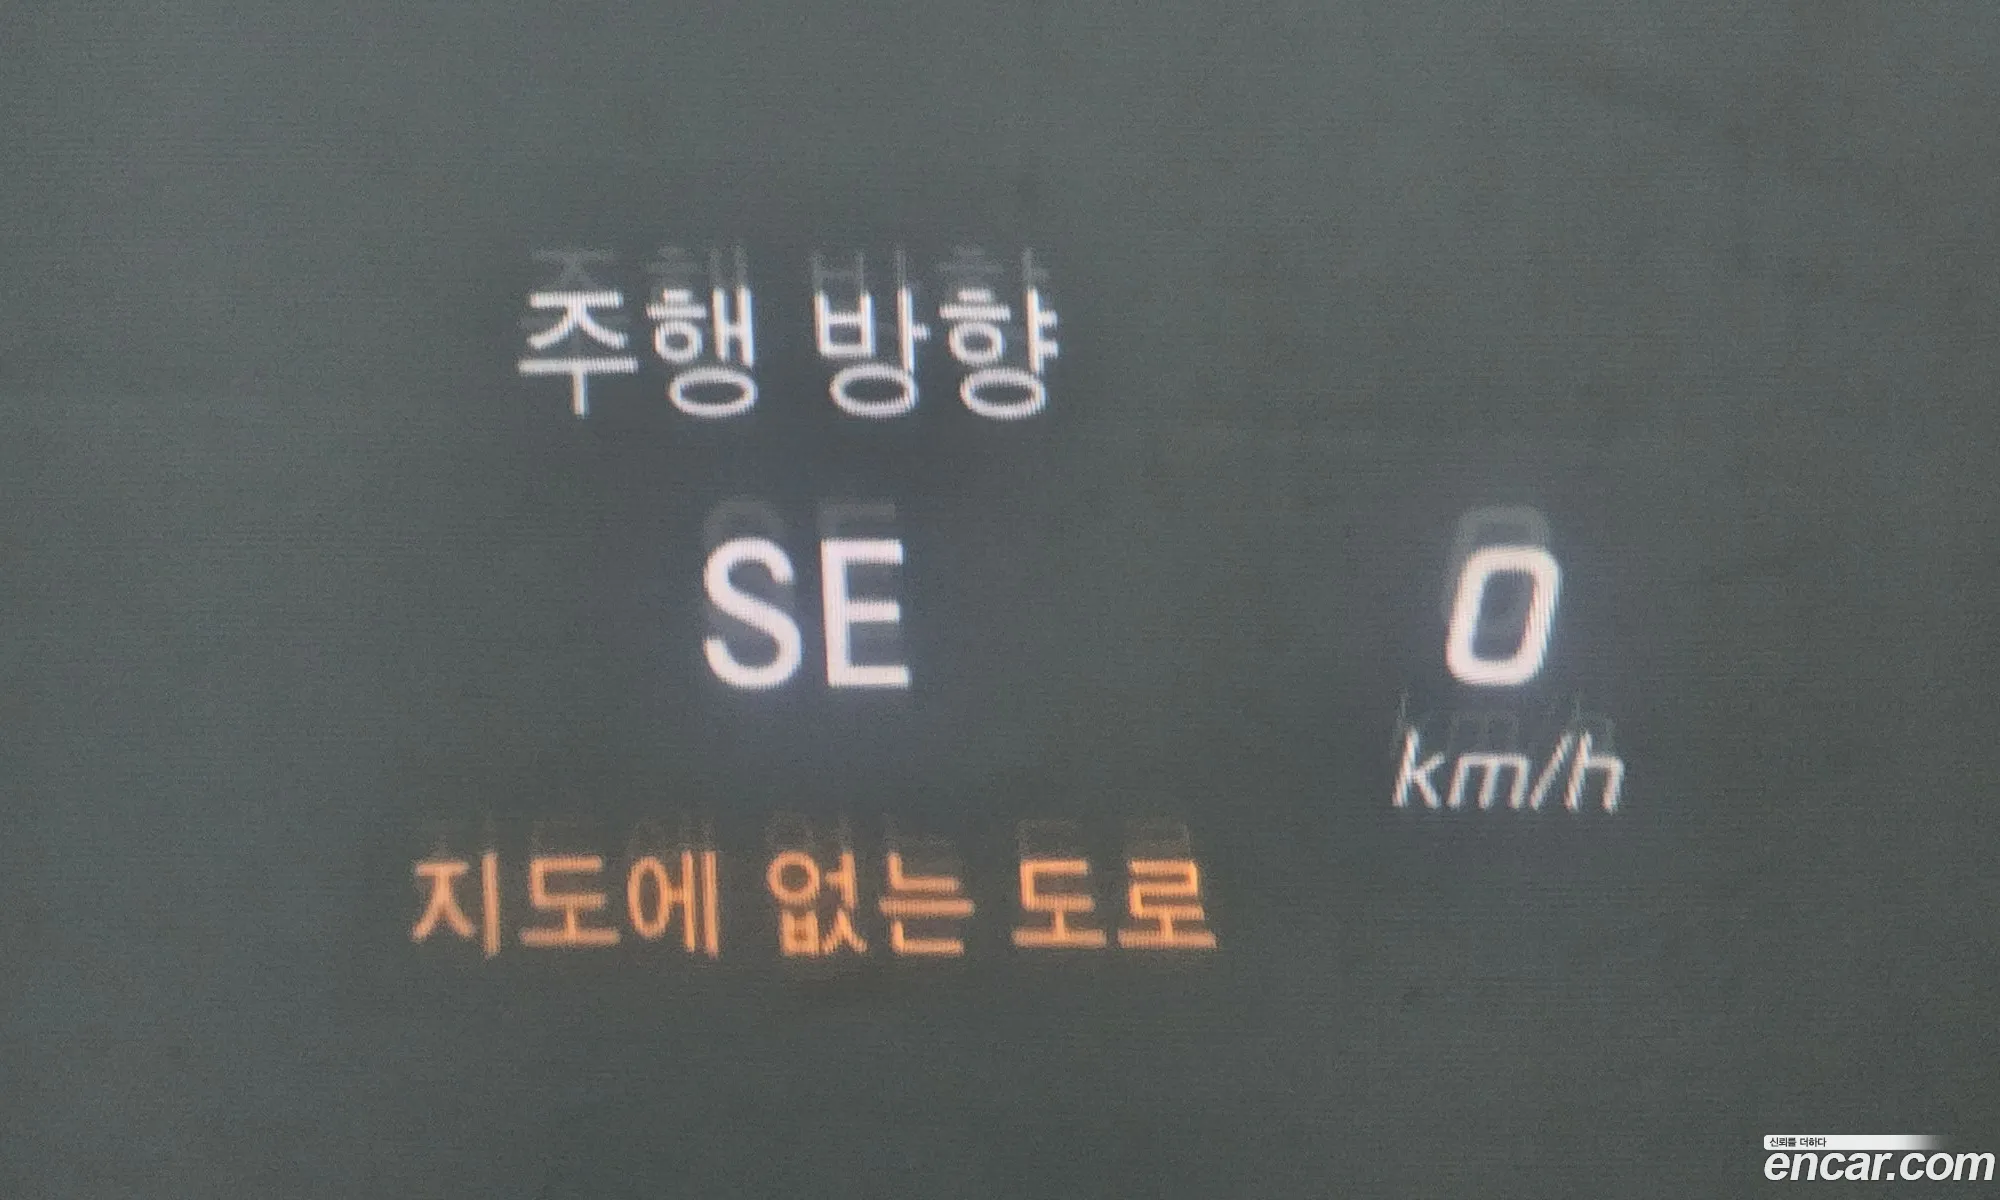 주행 방향
SE
0
km/h
지도에 없는 도로
신뢰를 더하다
encar.com